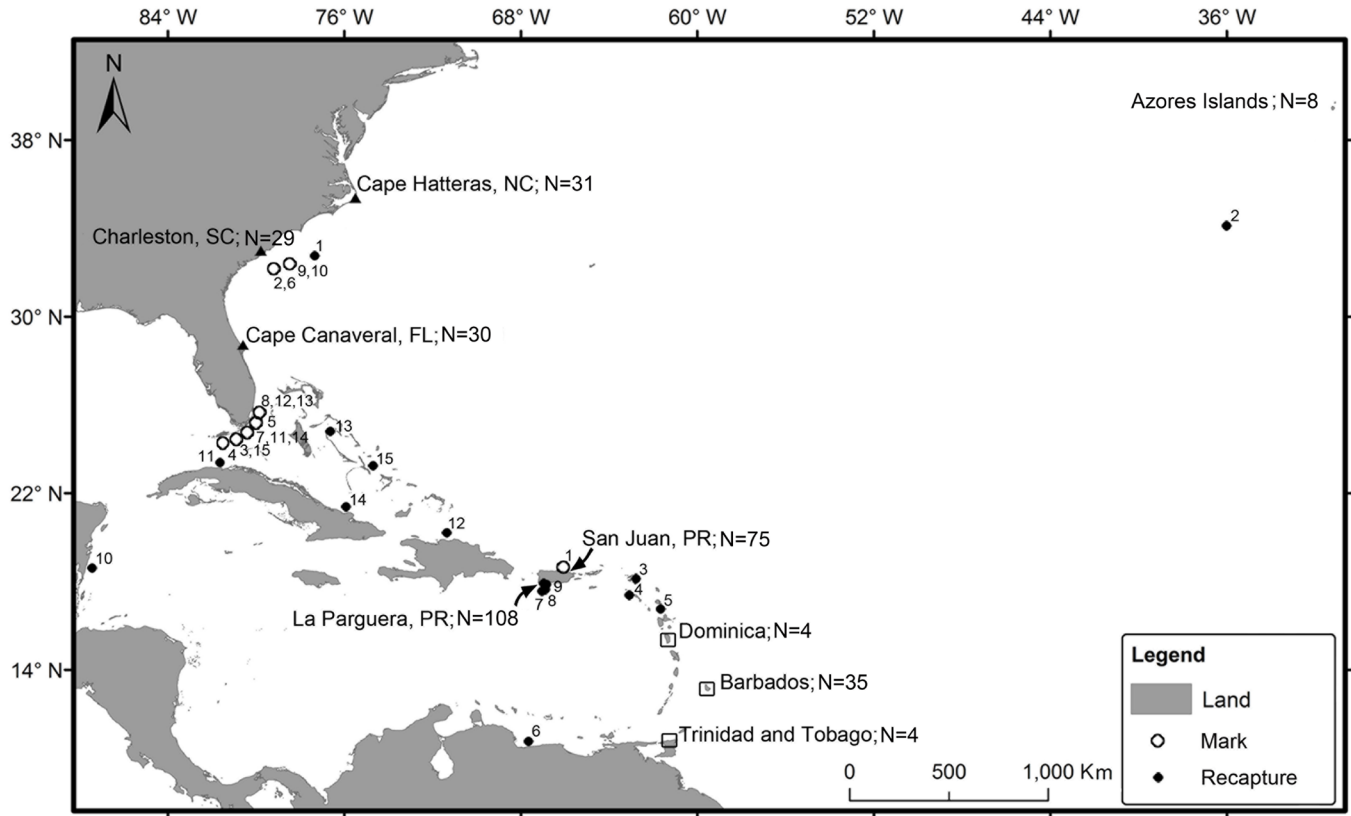 84° W 76° W 68° W 60° W 52° W 44° W 36° W
N
Azores Islands; N=8
38° N
Cape Hatteras, NC; N=31
2
Charleston, SC; N=29
1
9,10
2,6
30° N
Cape Canaveral, FL; N=30
8,12,13
5
13
7,11,14
3,15
4
11
15
22° N
14
12
San Juan, PR; N=75
10
1
3
9
4
7
8
5
La Parguera, PR; N=108
Dominica; N=4
14° N
Barbados; N=35
6
Trinidad and Tobago; N=4
0 500 1,000 Km
Legend
Land
Mark
Recapture